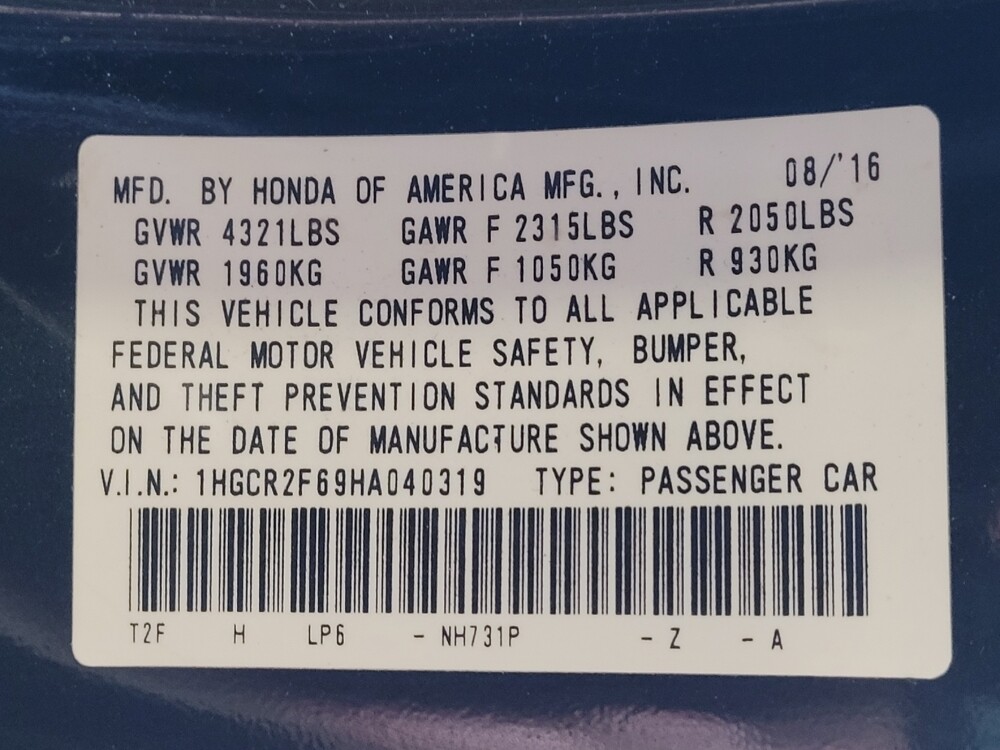 MFD. BY HONDA OF AMERICA MFG., INC. 08/'16
GVWR 4321LBS GAWR F 2315LBS R 2050LBS
GVWR 1960KG GAWR F 1050KG R 930KG
THIS VEHICLE CONFORMS TO ALL APPLICABLE
FEDERAL MOTOR VEHICLE SAFETY, BUMPER,
AND THEFT PREVENTION STANDARDS IN EFFECT
ON THE DATE OF MANUFACTURE SHOWN ABOVE.
V.I.N.: 1HGCR2F69HA040319 TYPE: PASSENGER CAR
T2F H LP6 - NH731P - Z - A